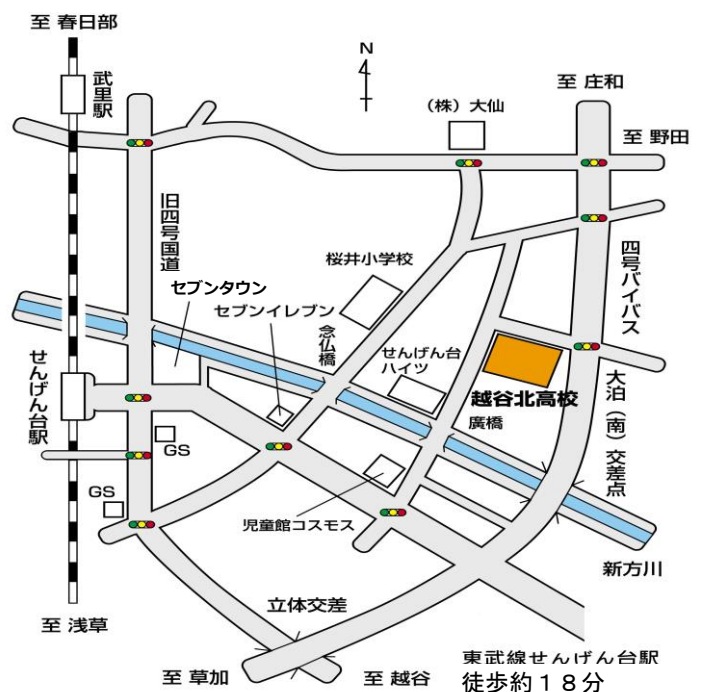 至 春日部
N
武里駅
至 庄和
(株)大仙
至 野田
旧四号国道
桜井小学校
四号バイパス
セブンタウン
セブンイレブン
念仏橋
せんげん台
ハイツ
せんげん台駅
越谷北高校
大泊(南)交差点
廣橋
GS
GS
児童館コスモス
新方川
立体交差
至 浅草
至 草加
至 越谷
東武線せんげん台駅
徒歩約18分